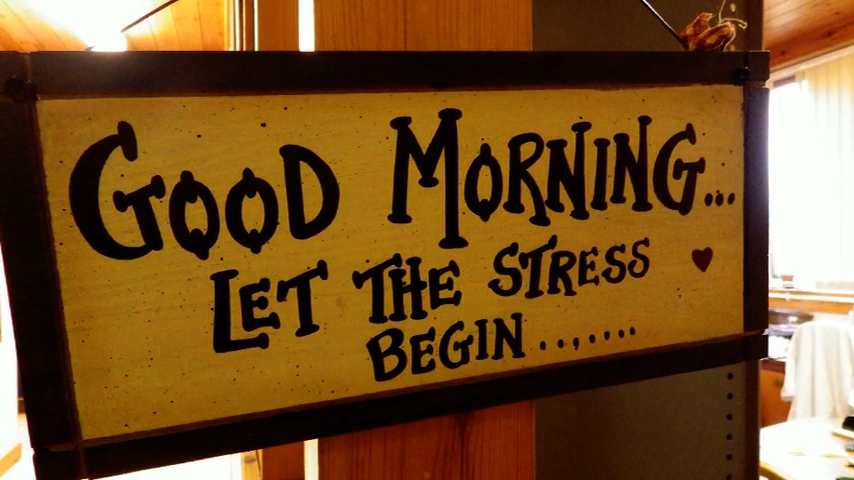 GOOD MORNING...
LET THE STRESS
BEGIN.......